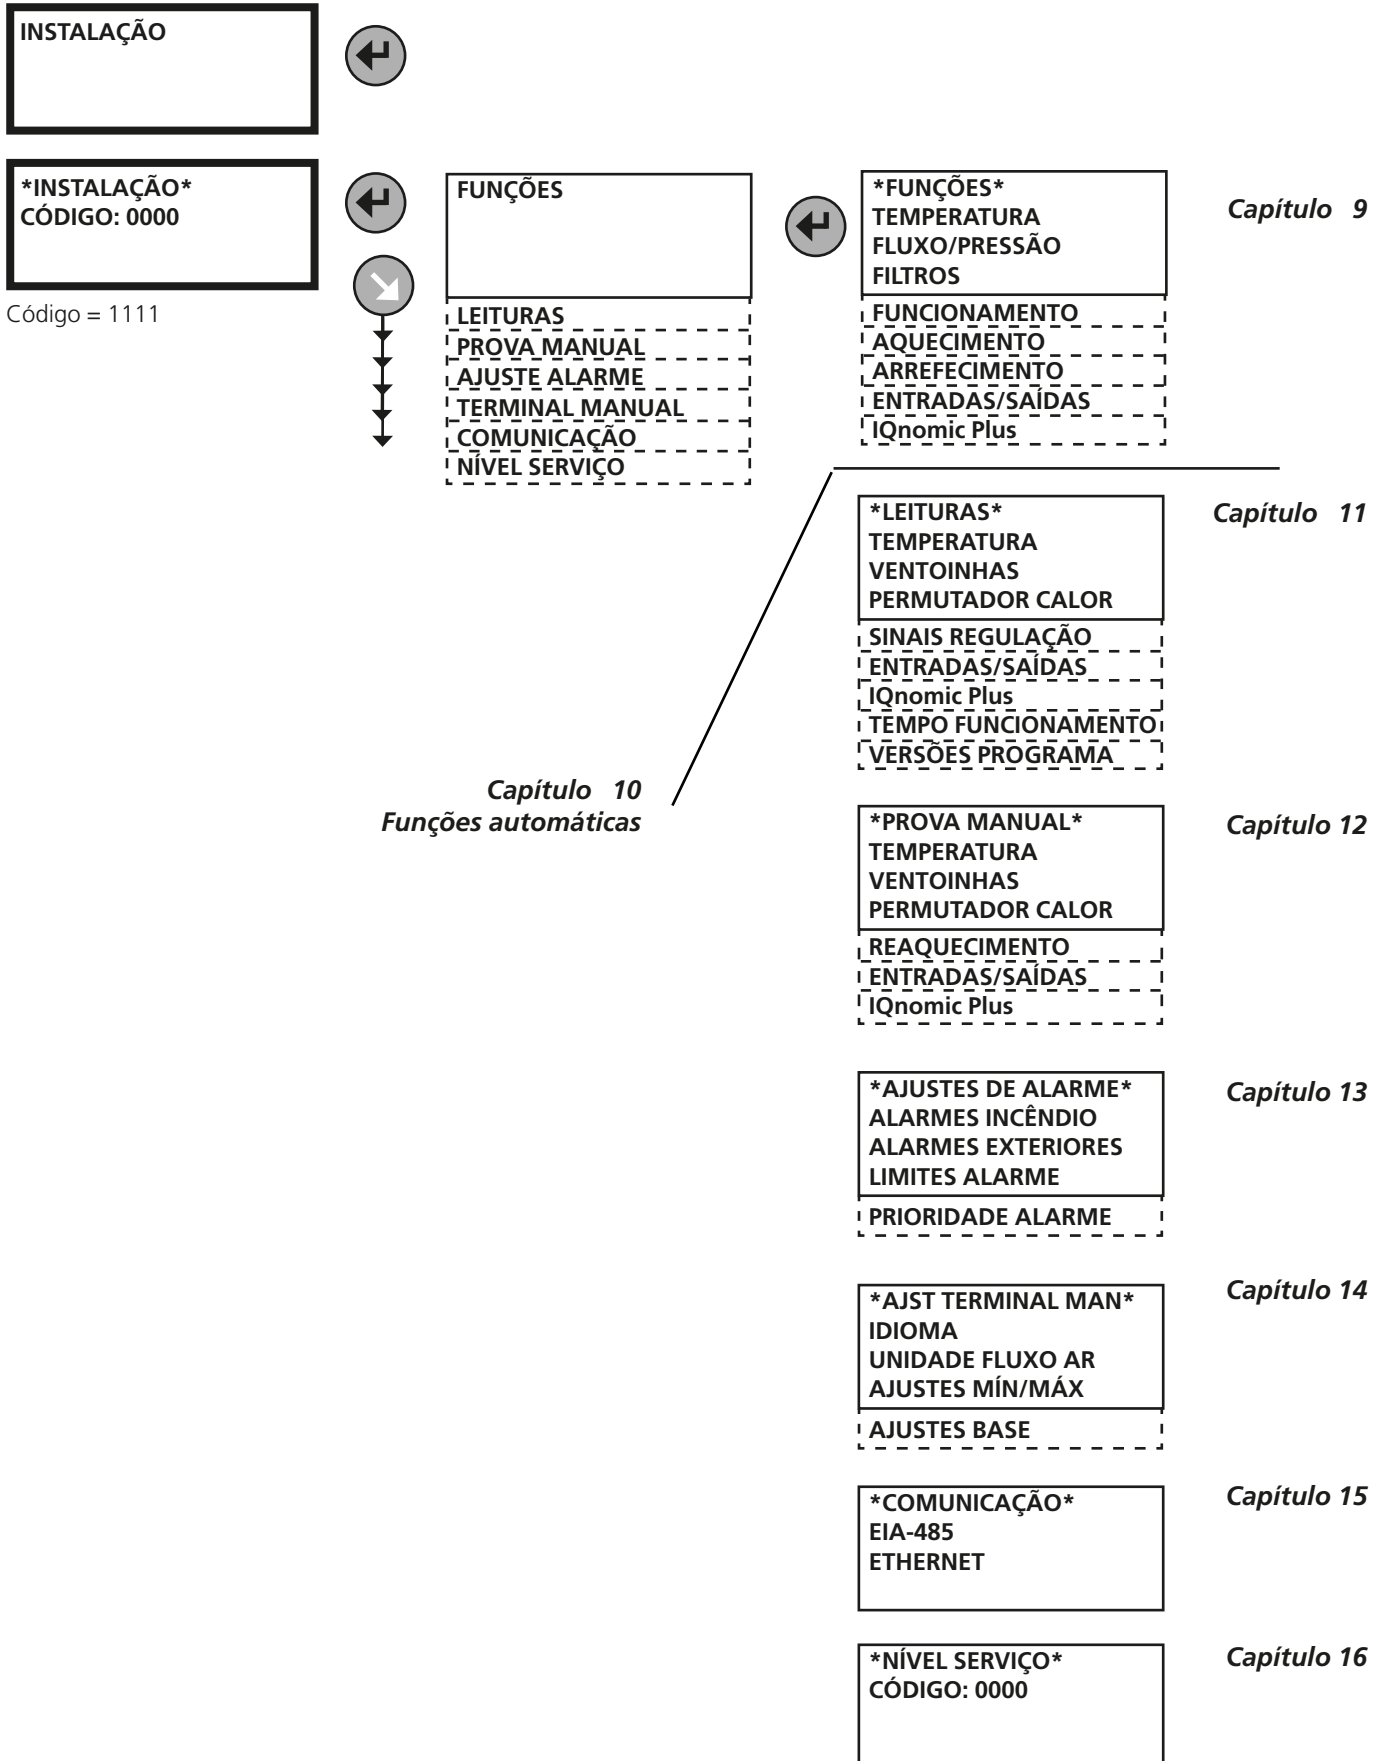 INSTALAÇÃO
*INSTALAÇÃO*
CÓDIGO: 0000
Código = 1111
FUNÇÕES
LEITURAS
PROVA MANUAL
AJUSTE ALARME
TERMINAL MANUAL
COMUNICAÇÃO
NÍVEL SERVIÇO
*FUNÇÕES*
TEMPERATURA
FLUXO/PRESSÃO
FILTROS
FUNCIONAMENTO
AQUECIMENTO
ARREFECIMENTO
ENTRADAS/SAÍDAS
IQnomic Plus
Capítulo 9
Capítulo 10
Funções automáticas
*LEITURAS*
TEMPERATURA
VENTOINHAS
PERMUTADOR CALOR
SINAIS REGULAÇÃO
ENTRADAS/SAÍDAS
IQnomic Plus
TEMPO FUNCIONAMENTO
VERSÕES PROGRAMA
Capítulo 11
*PROVA MANUAL*
TEMPERATURA
VENTOINHAS
PERMUTADOR CALOR
REAQUECIMENTO
ENTRADAS/SAÍDAS
IQnomic Plus
Capítulo 12
*AJUSTES DE ALARME*
ALARMES INCÊNDIO
ALARMES EXTERIORES
LIMITES ALARME
PRIORIDADE ALARME
Capítulo 13
*AJST TERMINAL MAN*
IDIOMA
UNIDADE FLUXO AR
AJUSTES MÍN/MÁX
AJUSTES BASE
Capítulo 14
*COMUNICAÇÃO*
EIA-485
ETHERNET
Capítulo 15
*NÍVEL SERVIÇO*
CÓDIGO: 0000
Capítulo 16